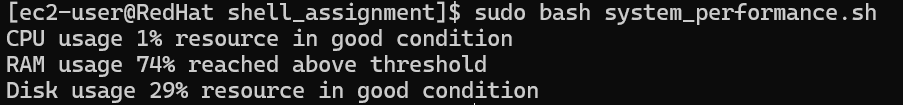 [ec2-user@RedHat shell_assignment]$ sudo bash system_performance.sh
CPU usage 1% resource in good condition
RAM usage 74% reached above threshold
Disk usage 29% resource in good condition